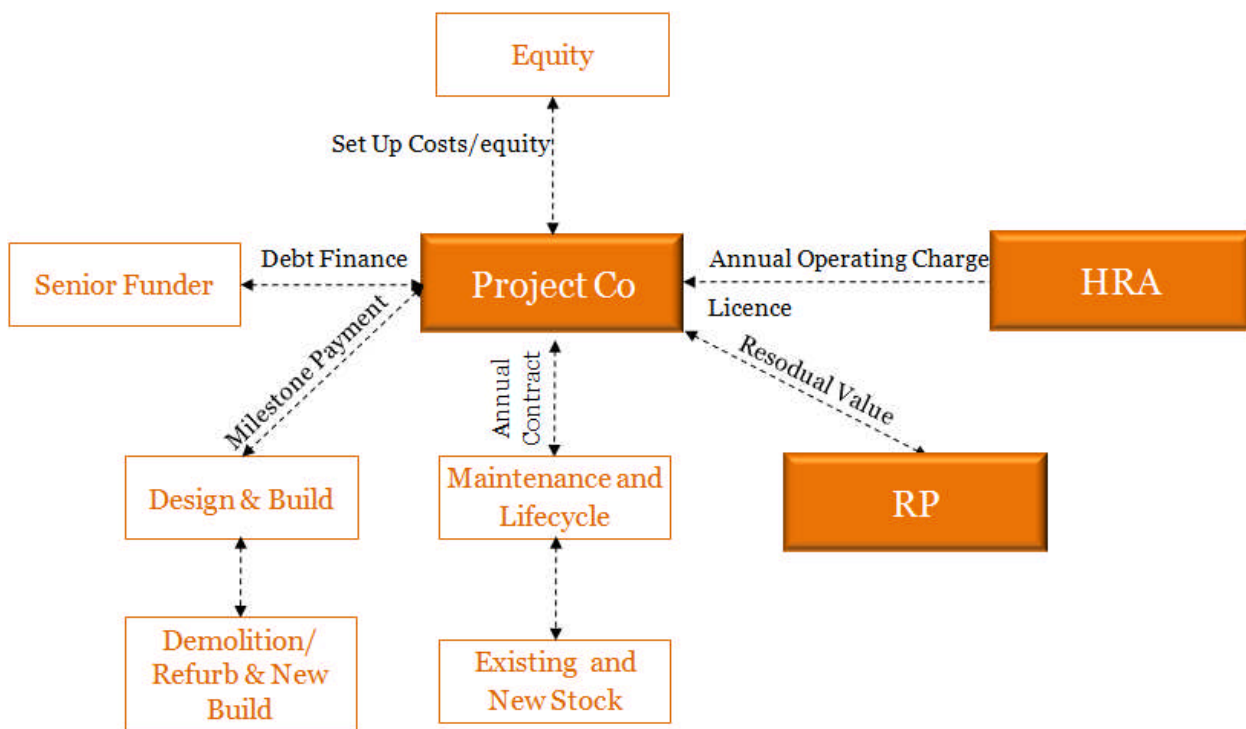 Equity
Set Up Costs/equity
Senior Funder
Debt Finance
Project Co
Annual Operating Charge
Licence
HRA
Milestone Payment
Annual
Contract
Resodual Value
Design & Build
Maintenance and
Lifecycle
RP
Demolition/
Refurb & New
Build
Existing and
New Stock